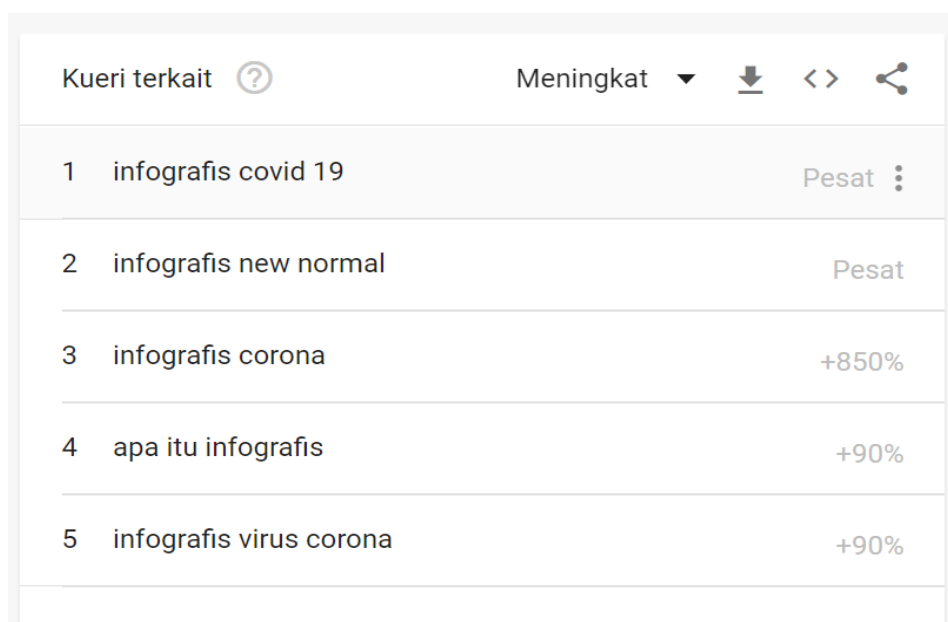 Kueri terkait ? Meningkat
1 infografis covid 19 Pesat
2 infografis new normal Pesat
3 infografis corona +850%
4 apa itu infografis +90%
5 infografis virus corona +90%